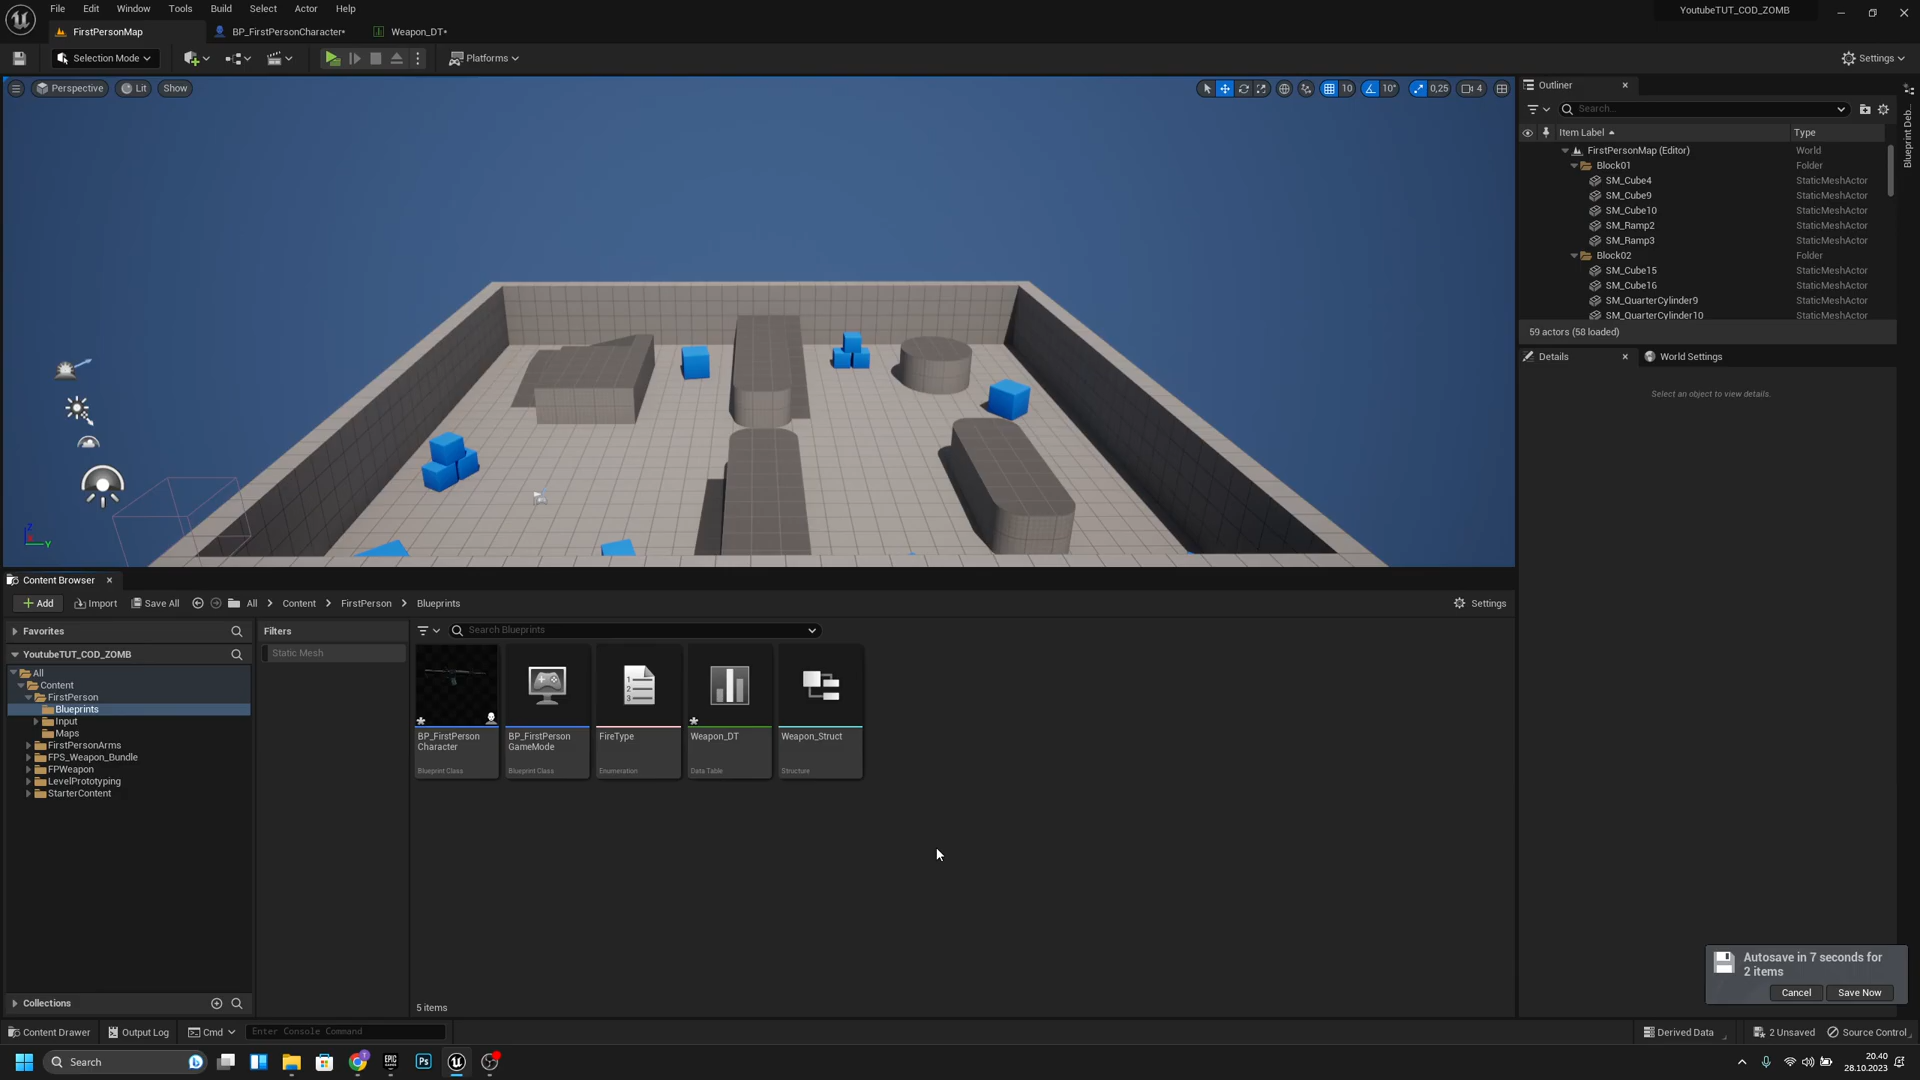 File Edit Window Tools Build Select Actor Help
YoutubeTUT_COD_ZOMB
FirstPersonMap
BP_FirstPersonCharacter*
Weapon_DT*
Selection Mode
Platforms
Settings
Perspective
Lit
Show
10
10°
0,25
4
Outliner
Search...
Item Label
Type
FirstPersonMap (Editor) World
Block01 Folder
SM_Cube4 StaticMeshActor
SM_Cube9 StaticMeshActor
SM_Cube10 StaticMeshActor
SM_Ramp2 StaticMeshActor
SM_Ramp3 StaticMeshActor
Block02 Folder
SM_Cube15 StaticMeshActor
SM_Cube16 StaticMeshActor
SM_QuarterCylinder9 StaticMeshActor
SM_QuarterCylinder10 StaticMeshActor
59 actors (58 loaded)
Details
World Settings
Select an object to view details.
Blueprint Deb...
Z
Y
Content Browser
Add
Import
Save All
All
Content
FirstPerson
Blueprints
Settings
Favorites
YoutubeTUT_COD_ZOMB
All
Content
FirstPerson
Blueprints
Input
Maps
FirstPersonArms
FPS_Weapon_Bundle
FPWeapon
LevelPrototyping
StarterContent
Collections
Filters
Static Mesh
Search Blueprints
BP_FirstPerson
Character
Blueprint Class
BP_FirstPerson
GameMode
Blueprint Class
FireType
Enumeration
Weapon_DT
Data Table
Weapon_Struct
Structure
5 items
Autosave in 7 seconds for
2 items
Cancel
Save Now
Content Drawer
Output Log
Cmd
Enter Console Command
Derived Data
2 Unsaved
Source Control
Search
EPIC
Ps
20.40
28.10.2023